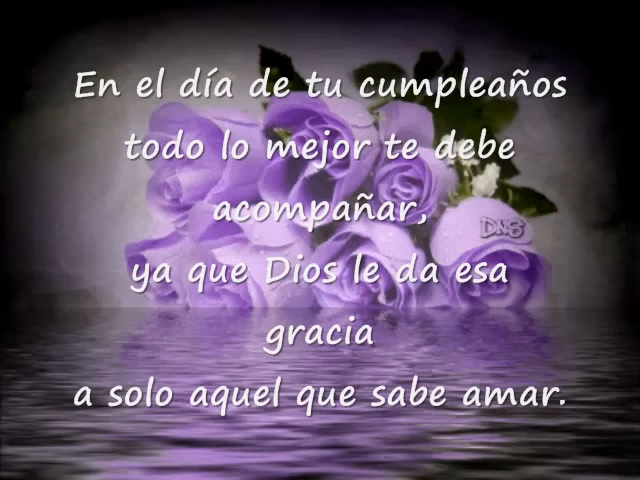 En el día de tu cumpleaños
todo lo mejor te debe
acompañar,
DNS
ya que Dios le da esa
gracia
a solo aquel que sabe amar.